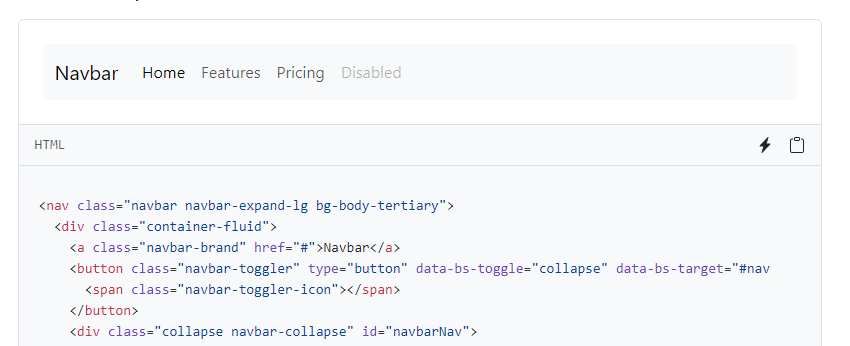 Navbar Home Features Pricing Disabled
HTML
<nav class="navbar navbar-expand-lg bg-body-tertiary">
  <div class="container-fluid">
    <a class="navbar-brand" href="#">Navbar</a>
    <button class="navbar-toggler" type="button" data-bs-toggle="collapse" data-bs-target="#nav
      <span class="navbar-toggler-icon"></span>
    </button>
    <div class="collapse navbar-collapse" id="navbarNav">